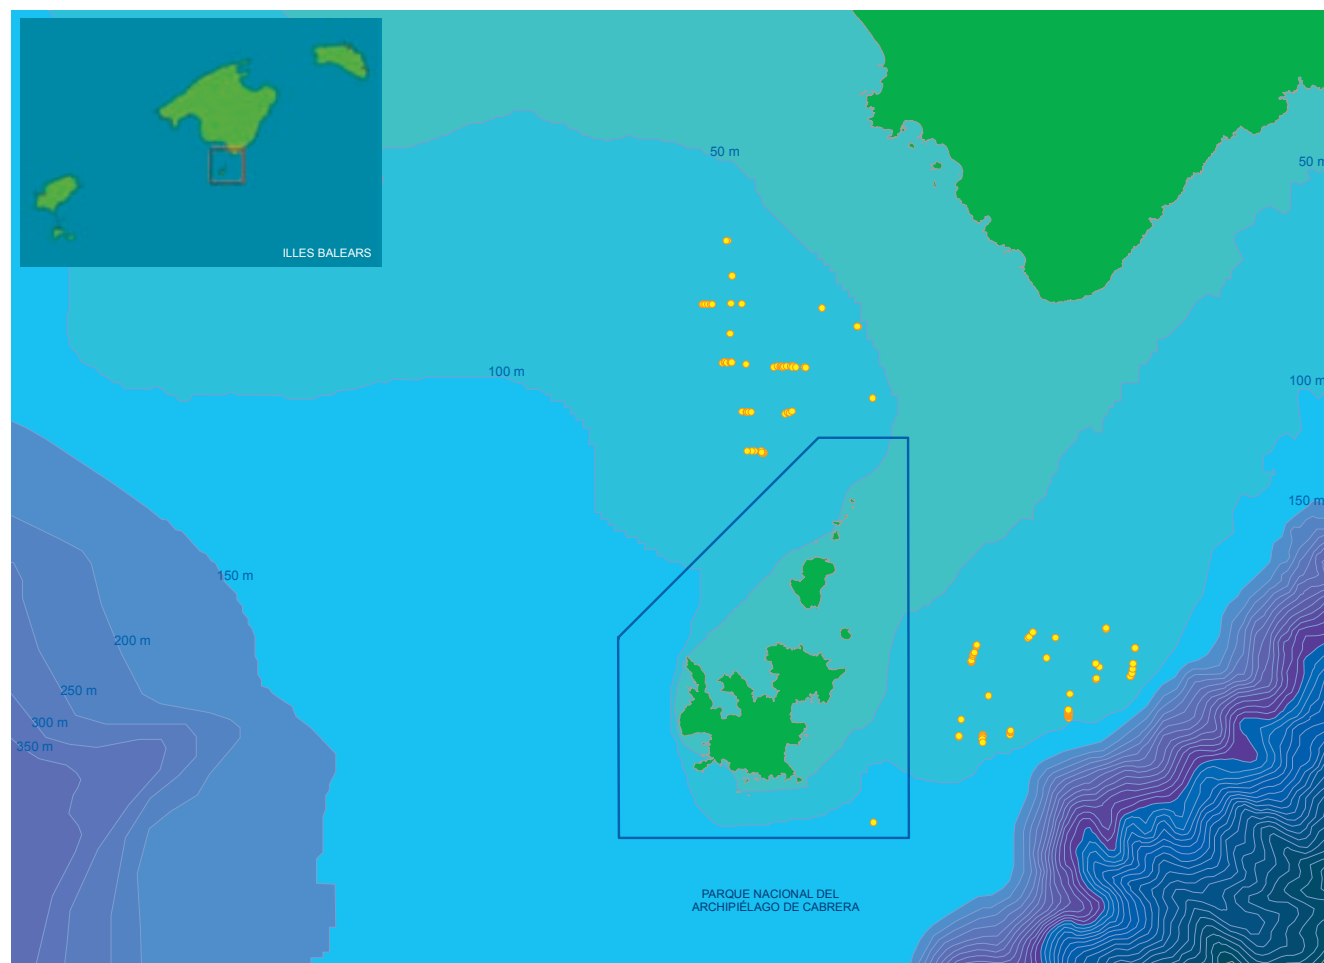 50 m
50 m
ILLES BALEARS
100 m
100 m
150 m
150 m
200 m
250 m
300 m
350 m
PARQUE NACIONAL DEL
ARCHIPIÉLAGO DE CABRERA